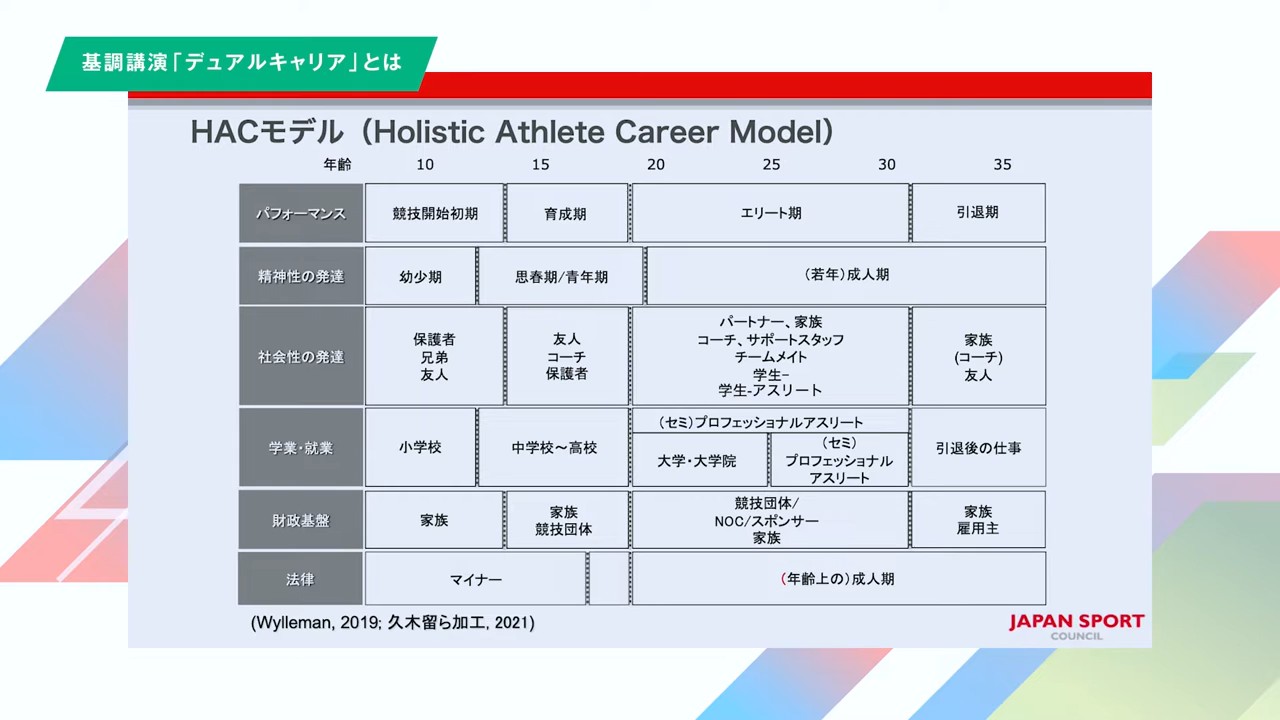 基調講演「デュアルキャリア」とは
HACモデル（Holistic Athlete Career Model）
年齢 10 15 20 25 30 35
パフォーマンス
競技開始初期
育成期
エリート期
引退期
精神性の発達
幼少期
思春期/青年期
（若年）成人期
社会性の発達
保護者
兄弟
友人
友人
コーチ
保護者
パートナー、家族
コーチ、サポートスタッフ
チームメイト
学生−
学生-アスリート
家族
(コーチ)
友人
学業・就業
小学校
中学校〜高校
（セミ）プロフェッショナルアスリート
大学・大学院
（セミ）
プロフェッショナル
アスリート
引退後の仕事
財政基盤
家族
家族
競技団体
競技団体/
NOC/スポンサー
家族
家族
雇用主
法律
マイナー
（年齢上の）成人期
(Wylleman, 2019; 久木留ら加工, 2021)
JAPAN SPORT
COUNCIL